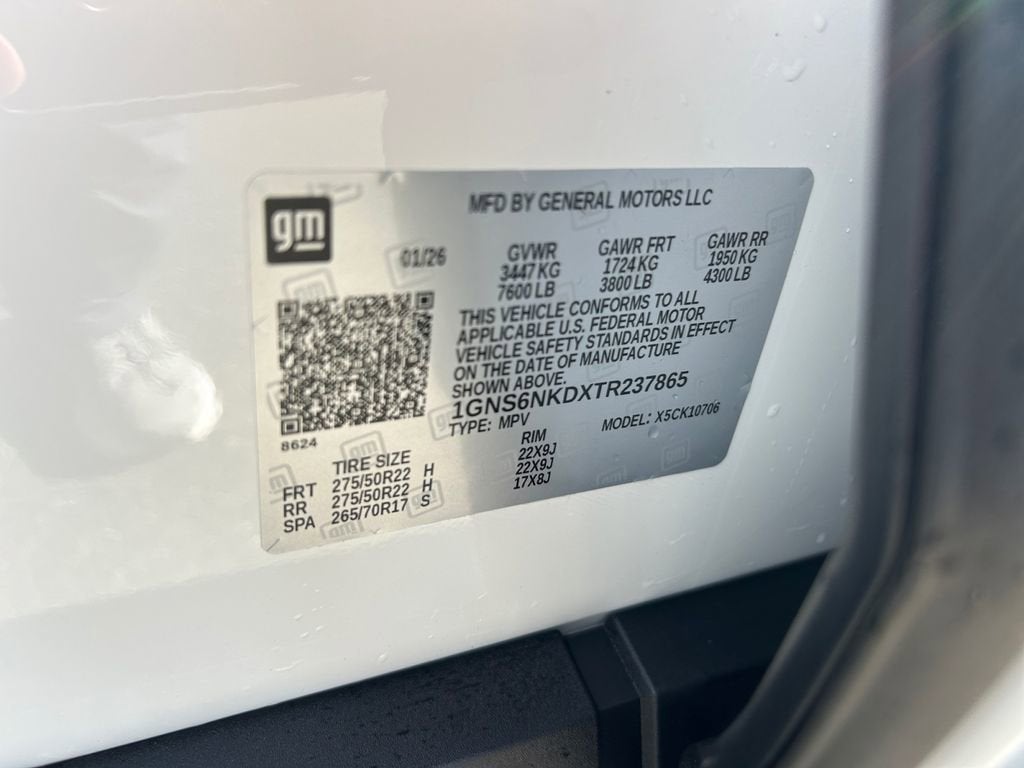 gm
MFD BY GENERAL MOTORS LLC
01/26
GVWR
3447 KG
7600 LB
GAWR FRT
1724 KG
3800 LB
GAWR RR
1950 KG
4300 LB
THIS VEHICLE CONFORMS TO ALL
APPLICABLE U.S. FEDERAL MOTOR
VEHICLE SAFETY STANDARDS IN EFFECT
ON THE DATE OF MANUFACTURE
SHOWN ABOVE.
1GNS6NKDXTR237865
TYPE: MPV
MODEL: X5CK10706
8624
TIRE SIZE RIM
FRT 275/50R22 H 22X9J
RR 275/50R22 H 22X9J
SPA 265/70R17 S 17X8J